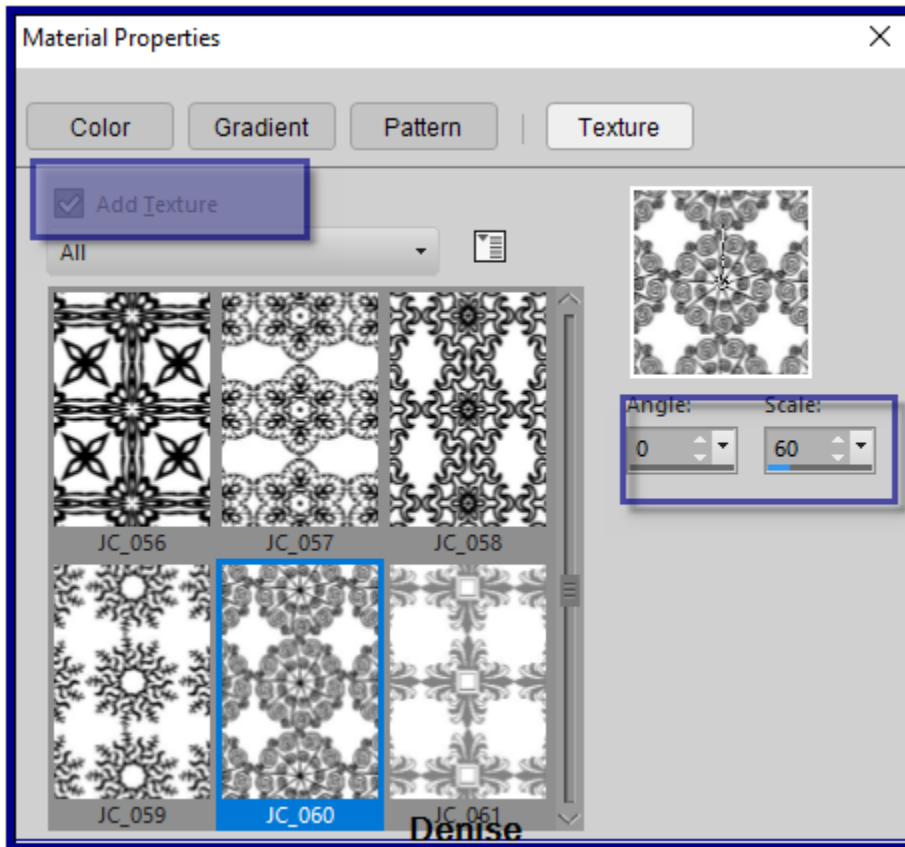 Material Properties
Color Gradient Pattern Texture
Add Texture
All
Angle: Scale:
0 60
JC_056 JC_057 JC_058
JC_059 JC_060 JC_061
Denise